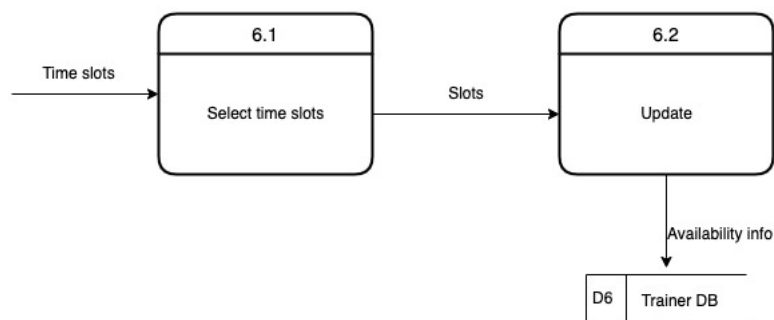 6.1
6.2
Time slots
Select time slots
Slots
Update
Availability info
D6
Trainer DB